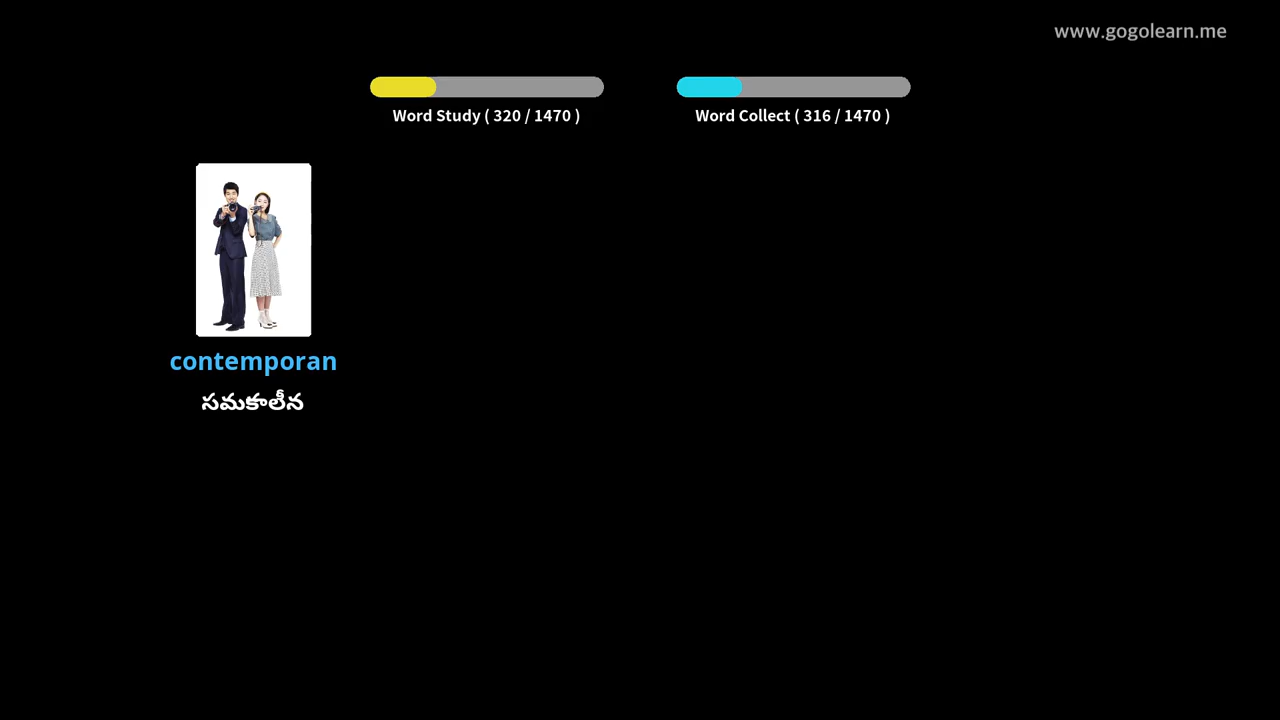 www.gogolearn.me
Word Study ( 320 / 1470 )
Word Collect ( 316 / 1470 )
contemporan
సమకాలీన